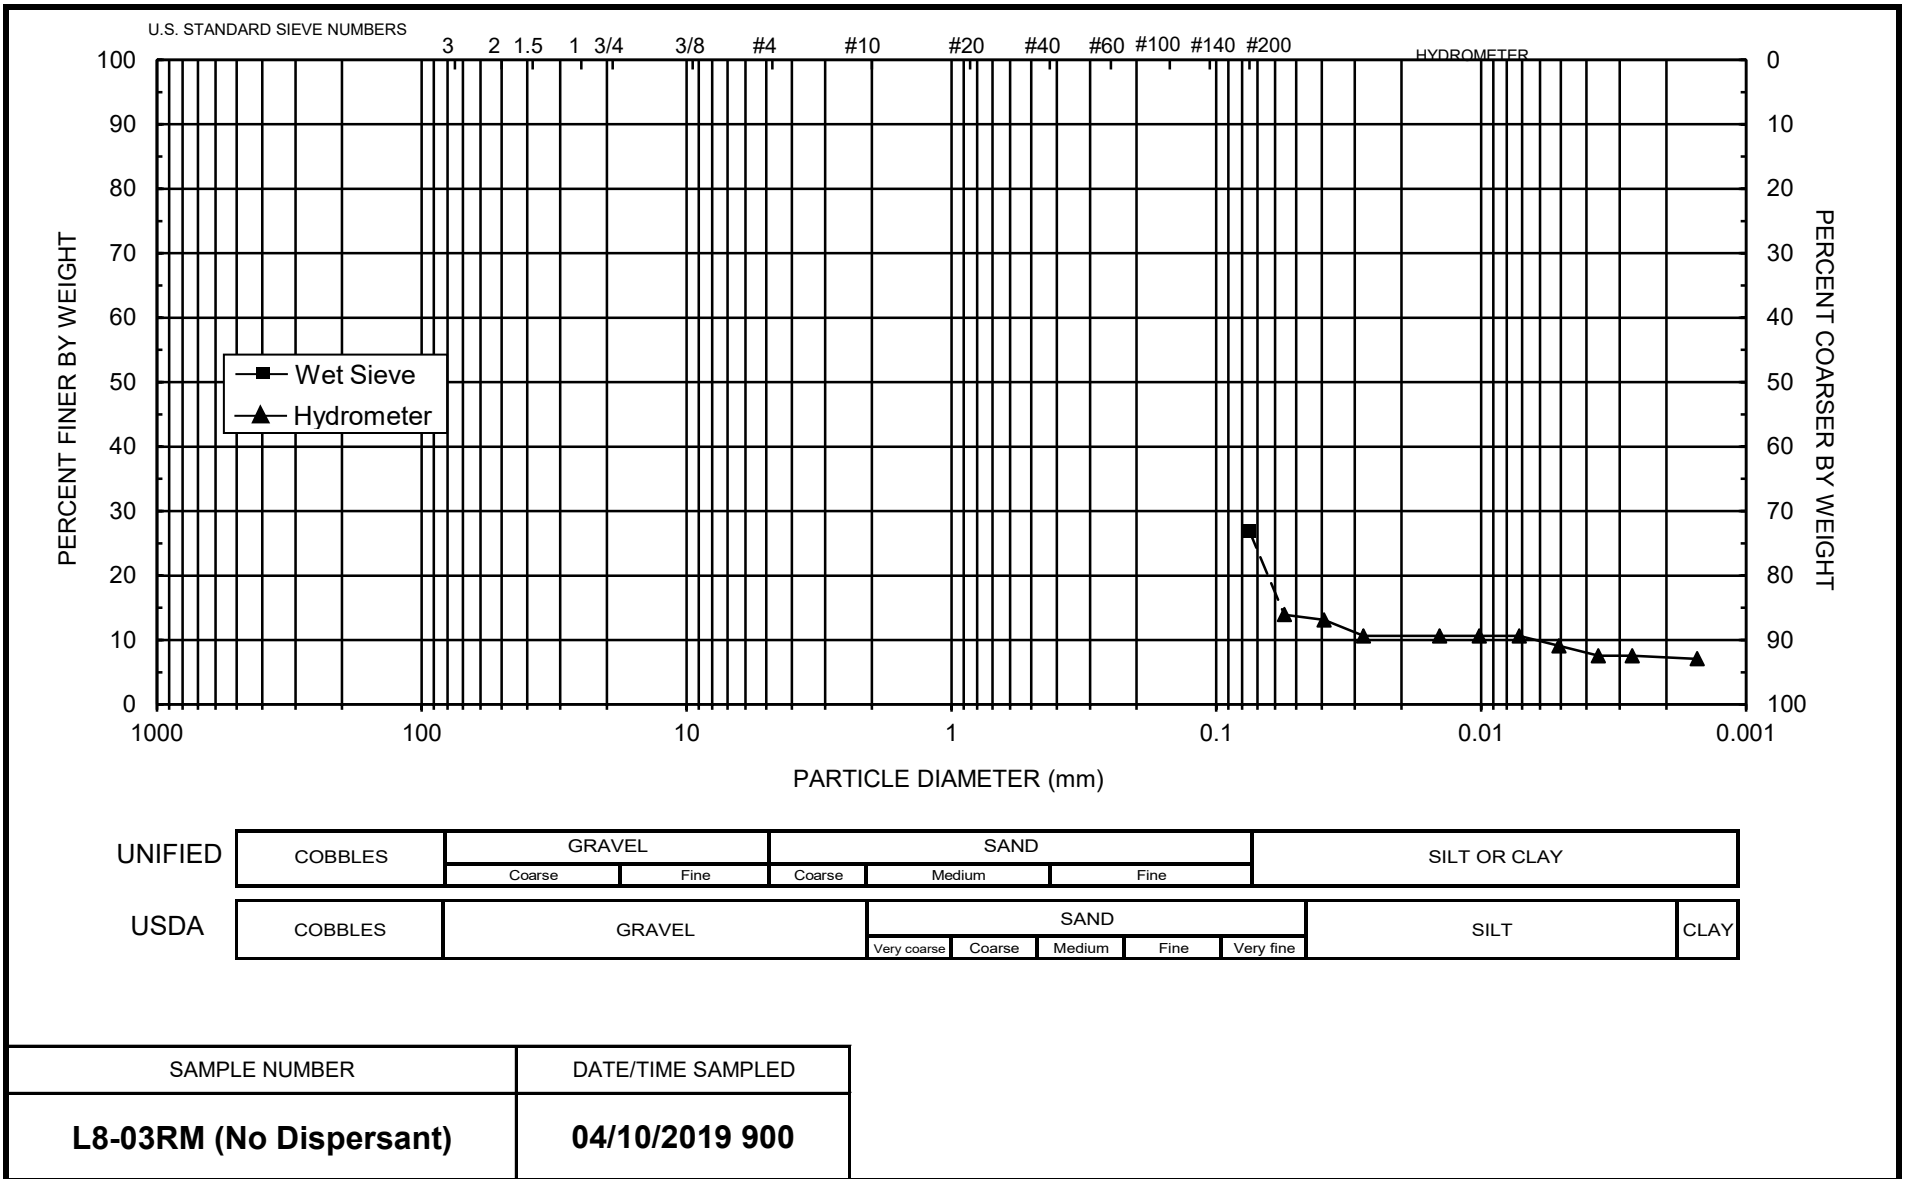 U.S. STANDARD SIEVE NUMBERS
3 2 1.5 1 3/4 3/8 #4 #10 #20 #40 #60 #100 #140 #200
HYDROMETER
100 0
90 10
80 20
70 30
60 40
50 50
40 60
30 70
20 80
10 90
0 100
PERCENT FINER BY WEIGHT
PERCENT COARSER BY WEIGHT
Wet Sieve
Hydrometer
1000 100 10 1 0.1 0.01 0.001
PARTICLE DIAMETER (mm)
UNIFIED
COBBLES GRAVEL SAND SILT OR CLAY
Coarse Fine Coarse Medium Fine
USDA
COBBLES GRAVEL SAND SILT CLAY
Very coarse Coarse Medium Fine Very fine
SAMPLE NUMBER DATE/TIME SAMPLED
L8-03RM (No Dispersant) 04/10/2019 900